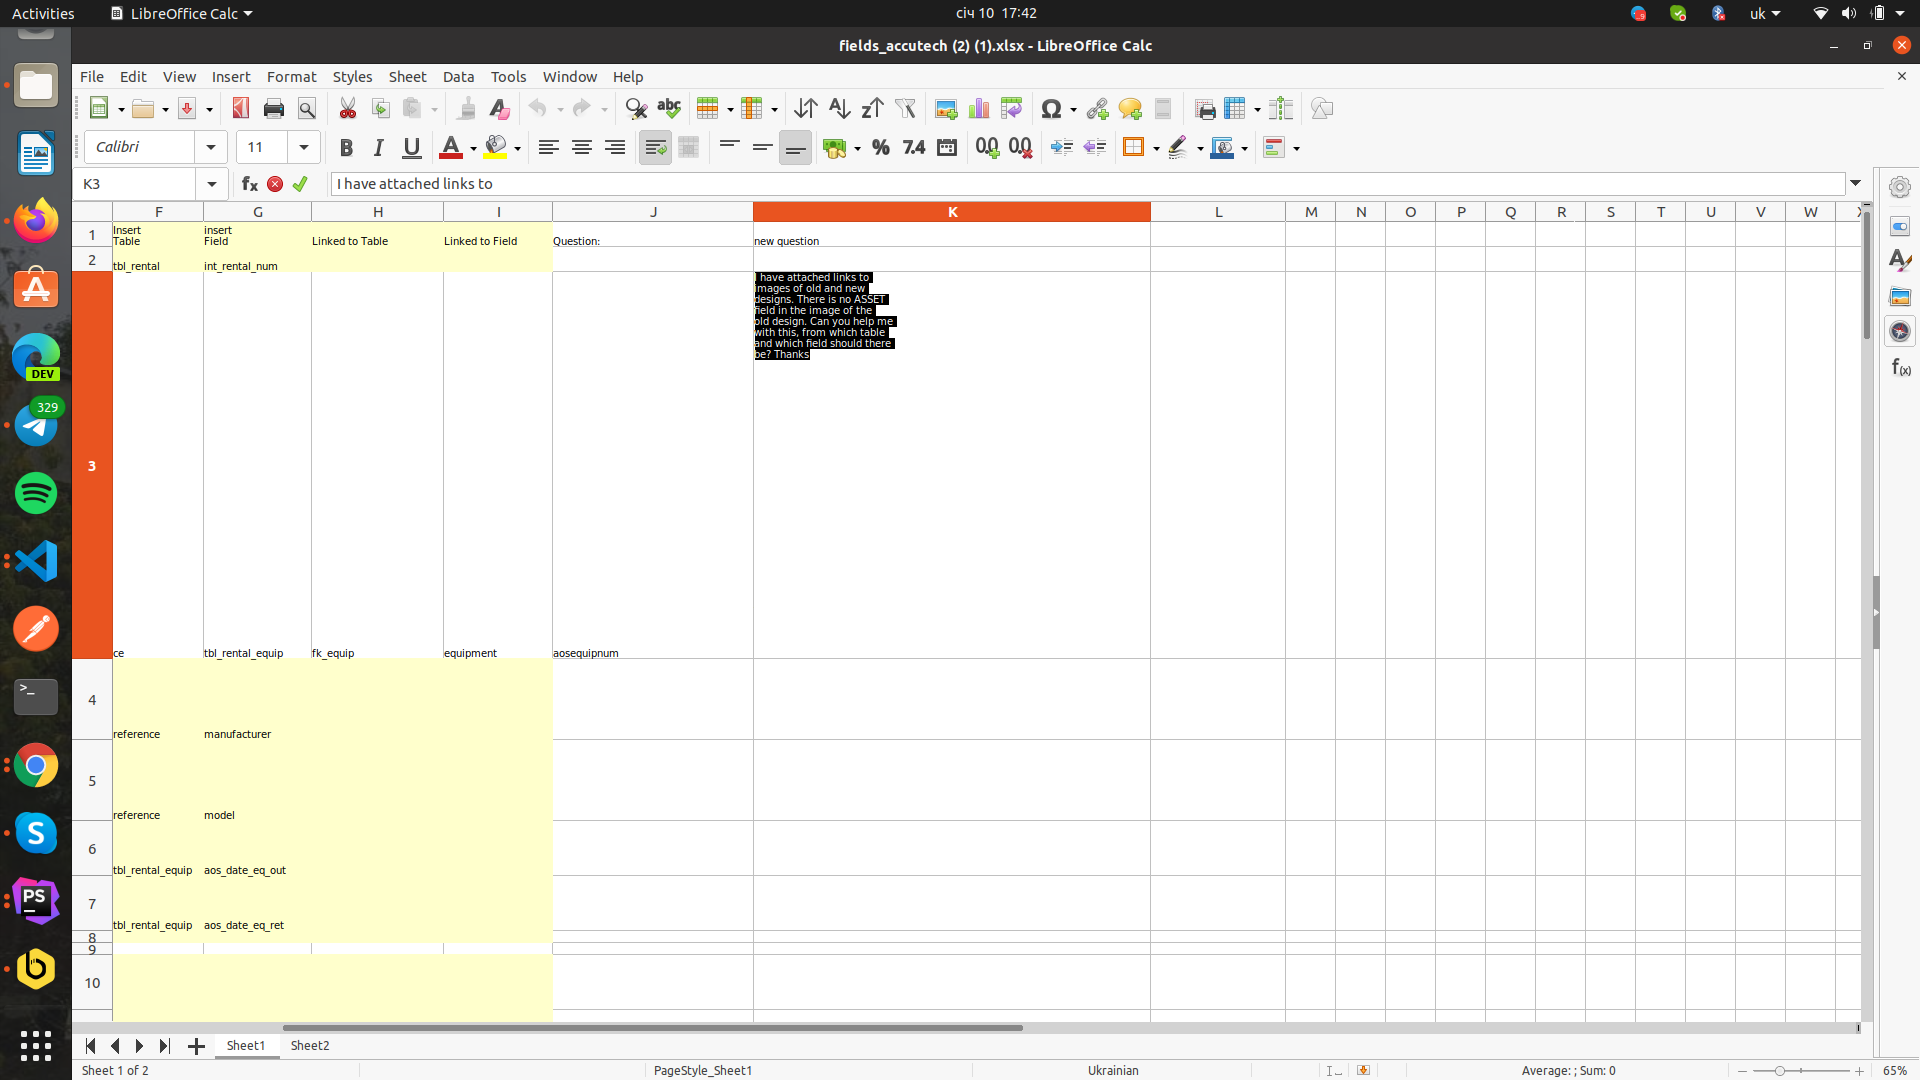 Activities LibreOffice Calc січ 10 17:42 uk
fields_accutech (2) (1).xlsx - LibreOffice Calc
File Edit View Insert Format Styles Sheet Data Tools Window Help
Calibri 11
K3 I have attached links to
F G H I J K L M N O P Q R S T U V W
1 Insert Table insert Field Linked to Table Linked to Field Question: new question
2 tbl_rental int_rental_num
I have attached links to
images of old and new
designs. There is no ASSET
field in the image of the
old design. Can you help me
with this, from which table
and which field should there
be? Thanks
3 ce tbl_rental_equip fk_equip equipment aosequipnum
4 reference manufacturer
5 reference model
6 tbl_rental_equip aos_date_eq_out
7 tbl_rental_equip aos_date_eq_ret
8
9
10
DEV
329
Sheet1 Sheet2
Sheet 1 of 2 PageStyle_Sheet1 Ukrainian Average: ; Sum: 0 65%